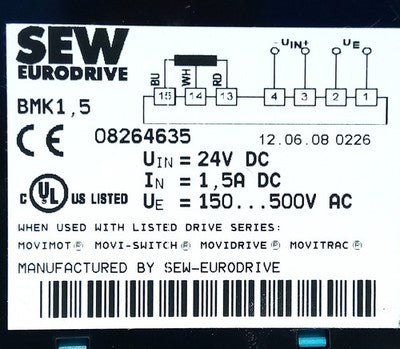 SEW
EURODRIVE
BMK1,5
08264635
UIN+ UE
BU WH RD
15 14 13 4 3 2 1
12.06.08 0226
CE
C UL US LISTED
UIN = 24V DC
IN = 1,5A DC
UE = 150...500V AC
WHEN USED WITH LISTED DRIVE SERIES:
MOVIMOT® MOVI-SWITCH® MOVIDRIVE® MOVITRAC®
MANUFACTURED BY SEW-EURODRIVE